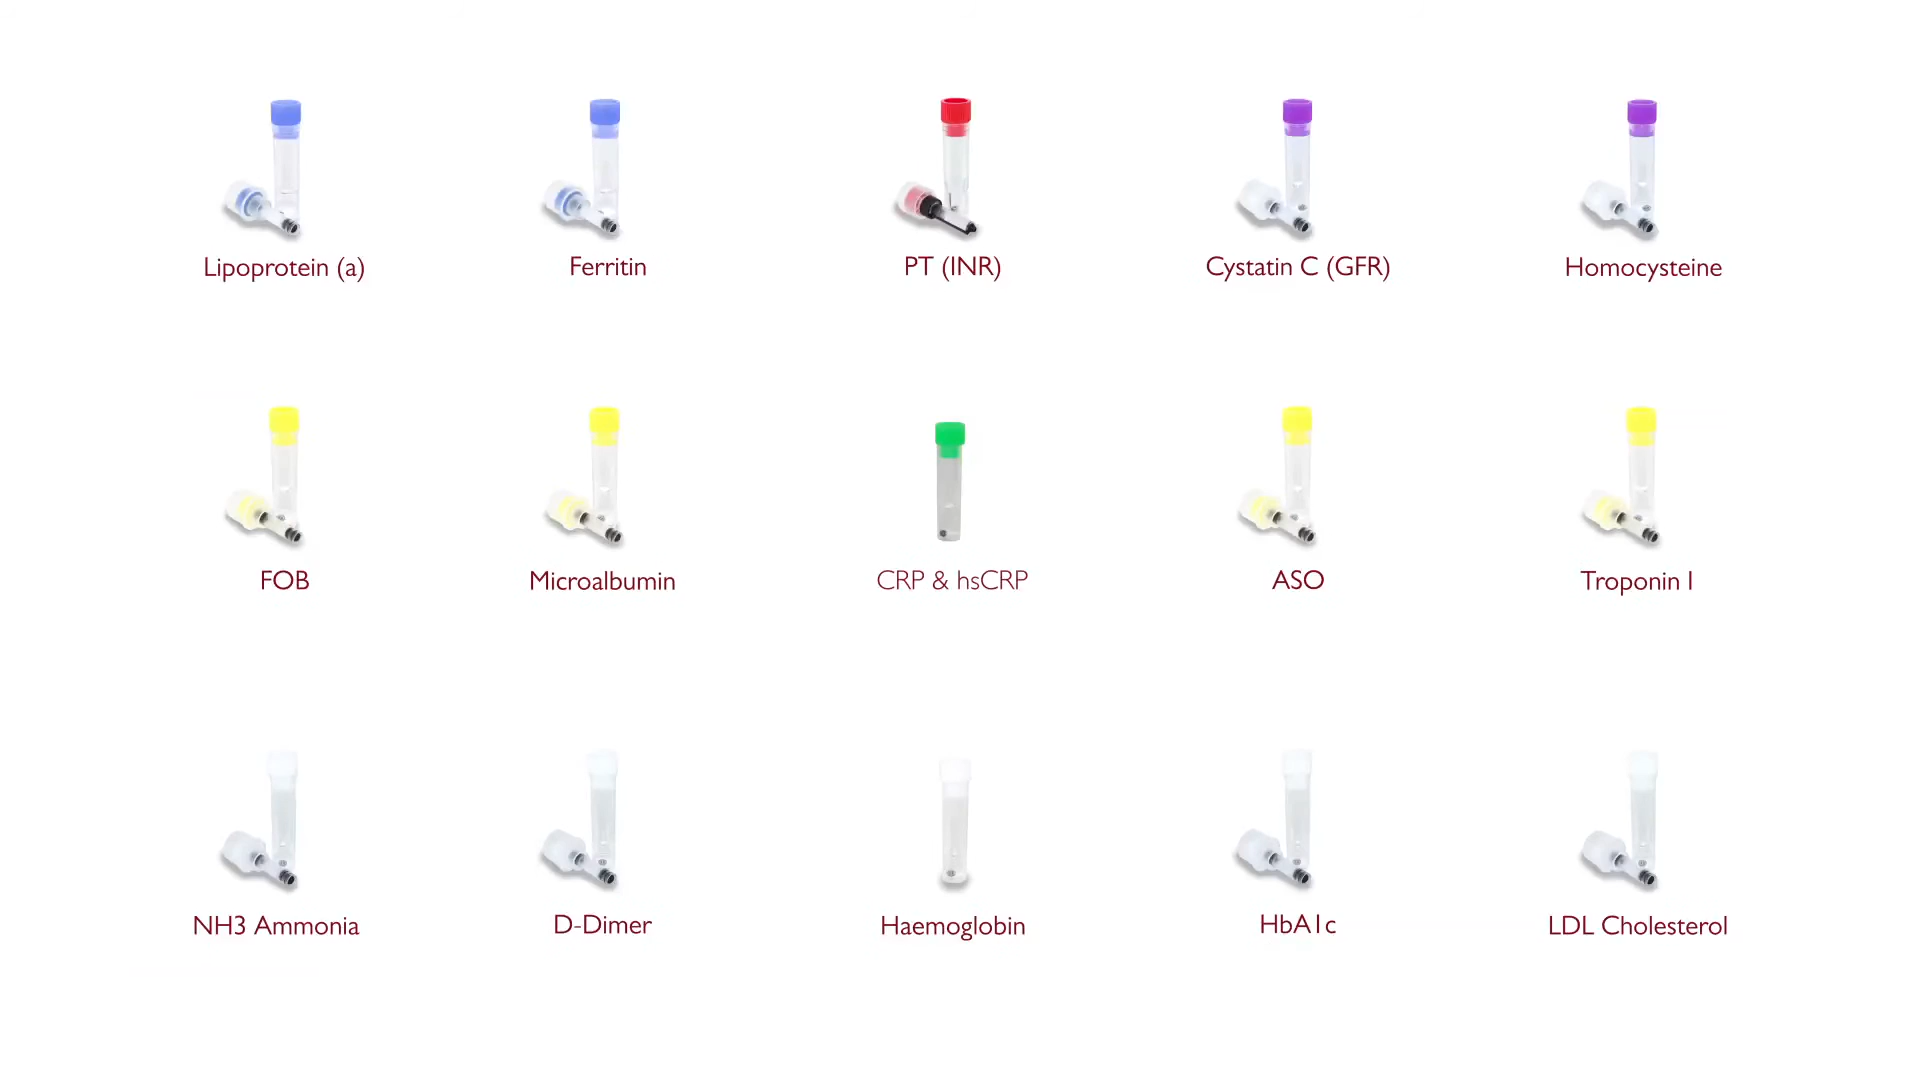 Lipoprotein (a)
Ferritin
PT (INR)
Cystatin C (GFR)
Homocysteine
FOB
Microalbumin
CRP & hsCRP
ASO
Troponin I
NH3 Ammonia
D-Dimer
Haemoglobin
HbA1c
LDL Cholesterol